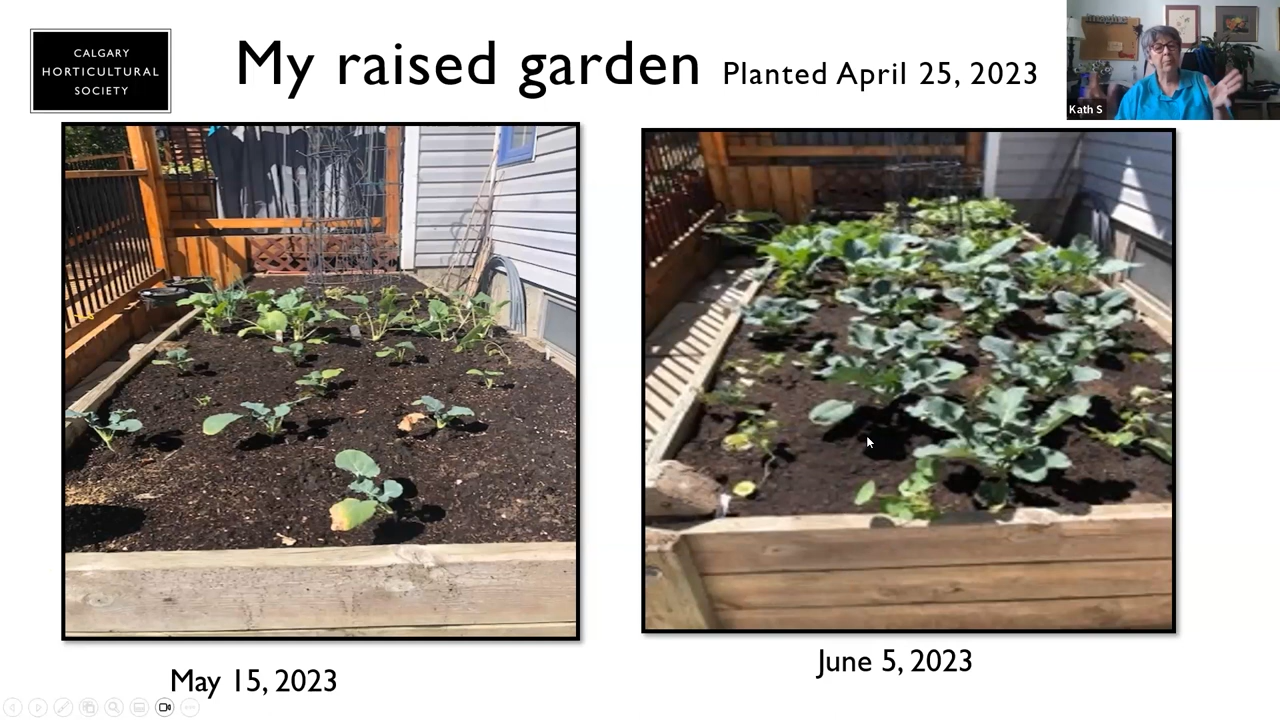 CALGARY
HORTICULTURAL
SOCIETY
My raised garden Planted April 25, 2023
Kath S
May 15, 2023
June 5, 2023